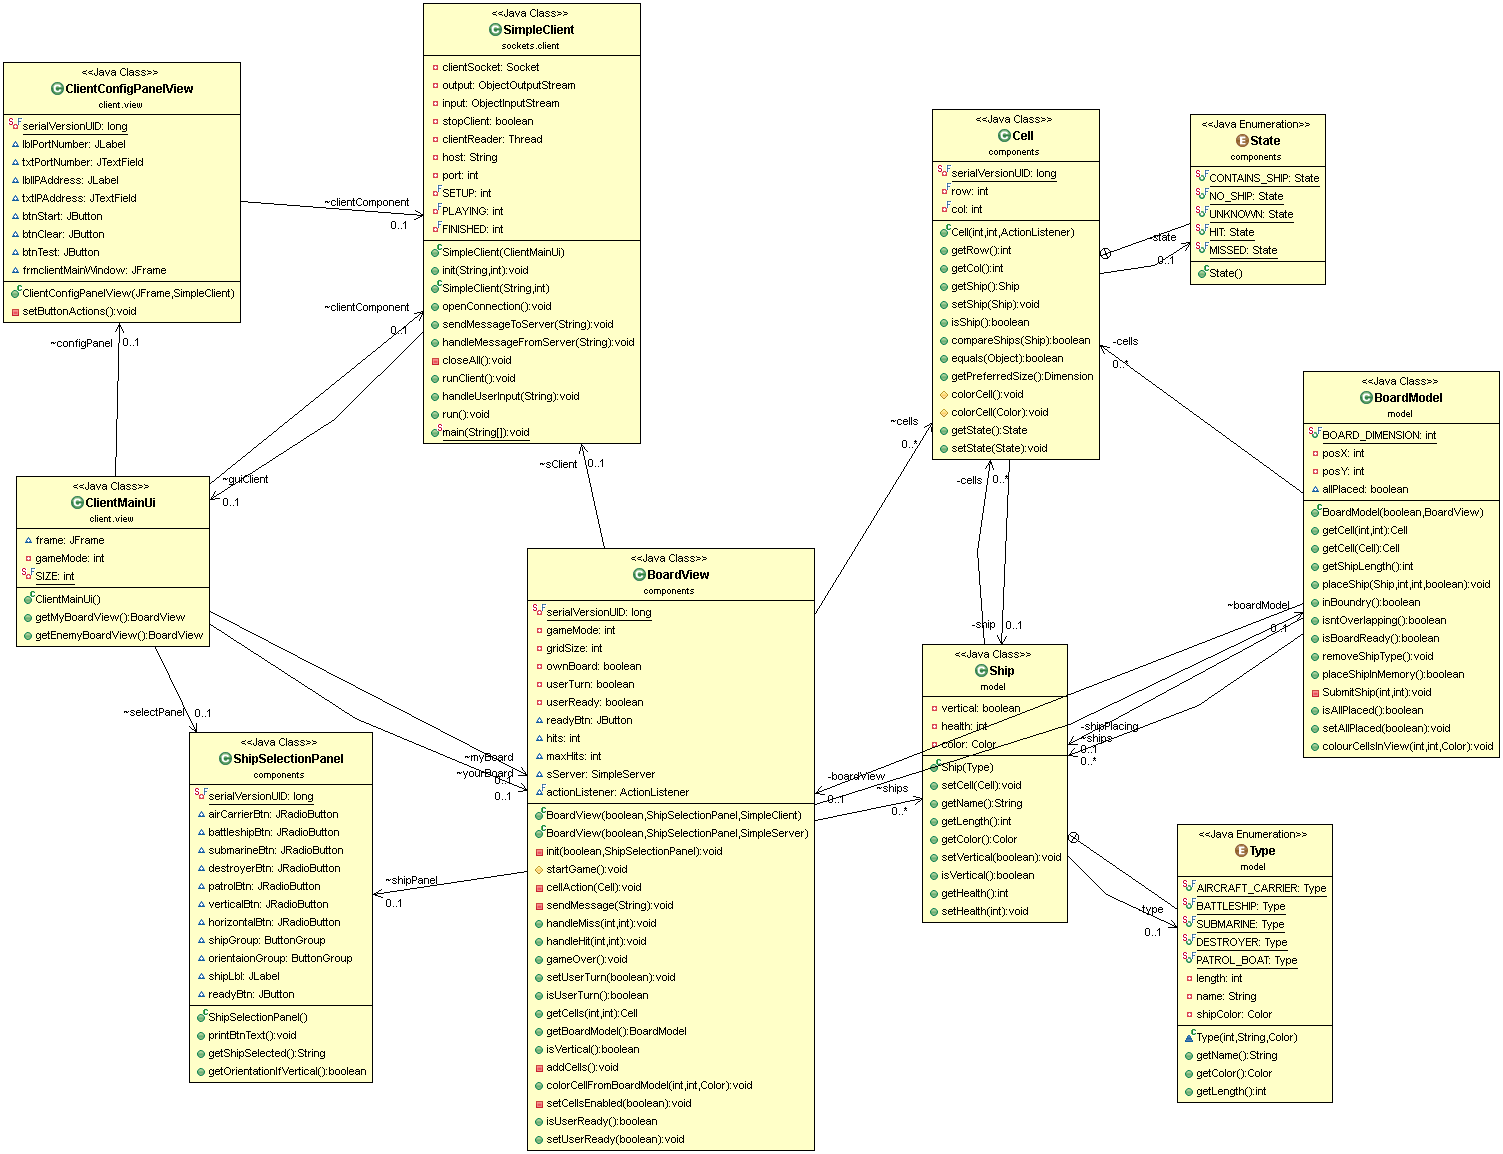 <<Java Class>>
SimpleClient
sockets.client
clientSocket: Socket
output: ObjectOutputStream
input: ObjectInputStream
stopClient: boolean
clientReader: Thread
host: String
port: int
SETUP: int
PLAYING: int
FINISHED: int
SimpleClient(ClientMainUi)
init(String,int):void
SimpleClient(String,int)
openConnection():void
sendMessageToServer(String):void
handleMessageFromServer(String):void
closeAll():void
runClient():void
handleUserInput(String):void
run():void
main(String[]):void
<<Java Class>>
ClientConfigPanelView
client.view
serialVersionUID: long
lblPortNumber: JLabel
txtPortNumber: JTextField
lblIPAddress: JLabel
txtIPAddress: JTextField
btnStart: JButton
btnClear: JButton
btnTest: JButton
frmclientMainWindow: JFrame
ClientConfigPanelView(JFrame,SimpleClient)
setButtonActions():void
~clientComponent
0..1
~clientComponent
0..1
~configPanel
0..1
~guiClient
0..1
<<Java Class>>
ClientMainUi
client.view
frame: JFrame
gameMode: int
SIZE: int
ClientMainUi()
getMyBoardView():BoardView
getEnemyBoardView():BoardView
~selectPanel
0..1
~myBoard
0..1
~yourBoard
0..1
<<Java Class>>
ShipSelectionPanel
components
serialVersionUID: long
airCarrierBtn: JRadioButton
battleshipBtn: JRadioButton
submarineBtn: JRadioButton
destroyerBtn: JRadioButton
patrolBtn: JRadioButton
verticalBtn: JRadioButton
horizontalBtn: JRadioButton
shipGroup: ButtonGroup
orientaionGroup: ButtonGroup
shipLbl: JLabel
readyBtn: JButton
ShipSelectionPanel()
printBtnText():void
getShipSelected():String
getOrientationIfVertical():boolean
~shipPanel
0..1
~sClient
0..1
<<Java Class>>
BoardView
components
serialVersionUID: long
gameMode: int
gridSize: int
ownBoard: boolean
userTurn: boolean
userReady: boolean
readyBtn: JButton
hits: int
maxHits: int
sServer: SimpleServer
actionListener: ActionListener
BoardView(boolean,ShipSelectionPanel,SimpleClient)
BoardView(boolean,ShipSelectionPanel,SimpleServer)
init(boolean,ShipSelectionPanel):void
startGame():void
cellAction(Cell):void
sendMessage(String):void
handleMiss(int,int):void
handleHit(int,int):void
gameOver():void
setUserTurn(boolean):void
isUserTurn():boolean
getCells(int,int):Cell
getBoardModel():BoardModel
isVertical():boolean
addCells():void
colorCellFromBoardModel(int,int,Color):void
setCellsEnabled(boolean):void
isUserReady():boolean
setUserReady(boolean):void
~cells
0..*
-boardView
0..1
~ships
0..*
<<Java Class>>
Cell
components
serialVersionUID: long
row: int
col: int
Cell(int,int,ActionListener)
getRow():int
getCol():int
getShip():Ship
setShip(Ship):void
isShip():boolean
compareShips(Ship):boolean
equals(Object):boolean
getPreferredSize():Dimension
colorCell():void
colorCell(Color):void
getState():State
setState(State):void
-state
0..1
<<Java Enumeration>>
State
components
CONTAINS_SHIP: State
NO_SHIP: State
UNKNOWN: State
HIT: State
MISSED: State
State()
-cells
0..*
-cells
0..*
-ship
0..1
<<Java Class>>
Ship
model
vertical: boolean
health: int
color: Color
Ship(Type)
setCell(Cell):void
getName():String
getLength():int
getColor():Color
setVertical(boolean):void
isVertical():boolean
getHealth():int
setHealth(int):void
-shipPlacing
0..1
~ships
0..*
~boardModel
0..1
<<Java Class>>
BoardModel
model
BOARD_DIMENSION: int
posX: int
posY: int
allPlaced: boolean
BoardModel(boolean,BoardView)
getCell(int,int):Cell
getCell(Cell):Cell
getShipLength():int
placeShip(Ship,int,int,boolean):void
inBoundry():boolean
isntOverlapping():boolean
isBoardReady():boolean
removeShipType():void
placeShipInMemory():boolean
SubmitShip(int,int):void
isAllPlaced():boolean
setAllPlaced(boolean):void
colourCellsInView(int,int,Color):void
-type
0..1
<<Java Enumeration>>
Type
model
AIRCRAFT_CARRIER: Type
BATTLESHIP: Type
SUBMARINE: Type
DESTROYER: Type
PATROL_BOAT: Type
length: int
name: String
shipColor: Color
Type(int,String,Color)
getName():String
getColor():Color
getLength():int